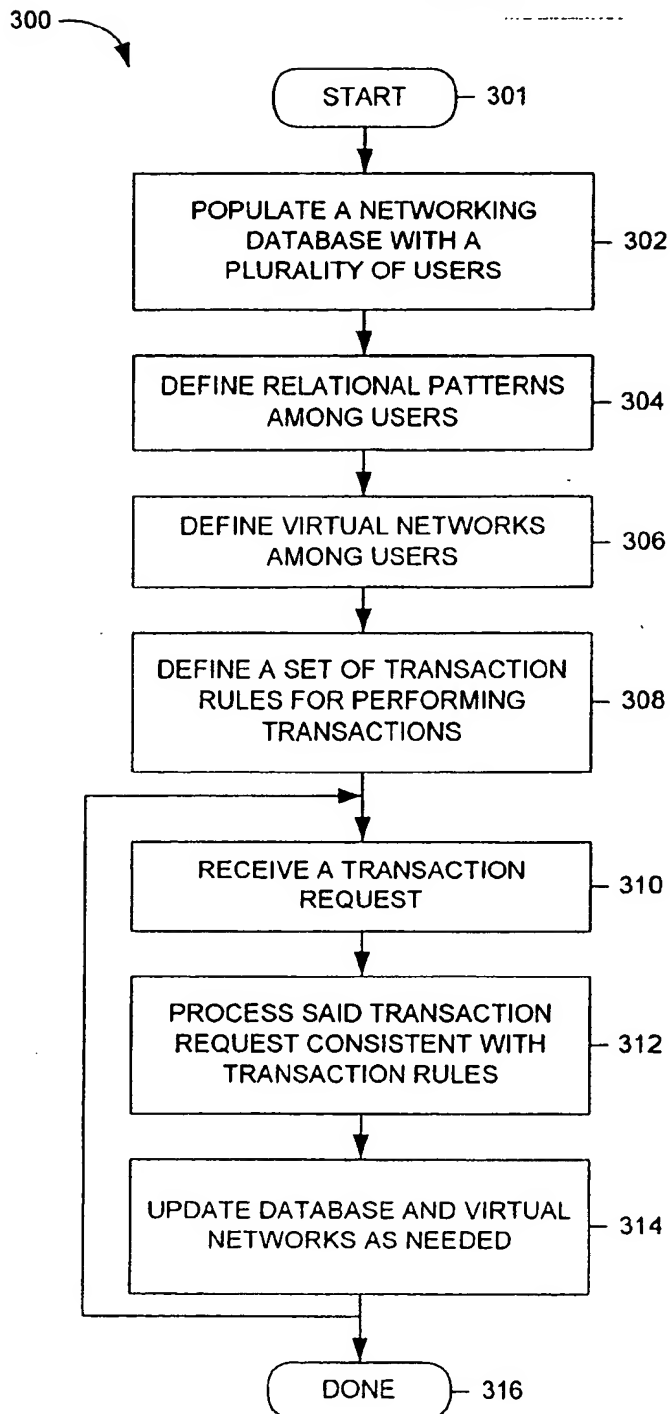 300
START
301
POPULATE A NETWORKING
DATABASE WITH A
PLURALITY OF USERS
302
DEFINE RELATIONAL PATTERNS
AMONG USERS
304
DEFINE VIRTUAL NETWORKS
AMONG USERS
306
DEFINE A SET OF TRANSACTION
RULES FOR PERFORMING
TRANSACTIONS
308
RECEIVE A TRANSACTION
REQUEST
310
PROCESS SAID TRANSACTION
REQUEST CONSISTENT WITH
TRANSACTION RULES
312
UPDATE DATABASE AND VIRTUAL
NETWORKS AS NEEDED
314
DONE
316